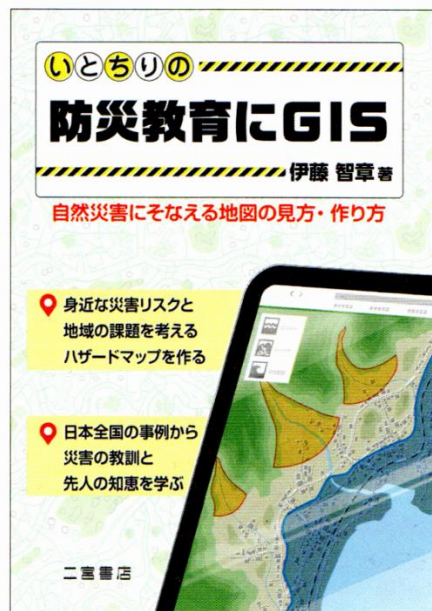 いとちりの
防災教育にGIS
伊藤 智章著
自然災害にそなえる地図の見方・作り方
身近な災害リスクと
地域の課題を考える
ハザードマップを作る
日本全国の事例から
災害の教訓と
先人の知恵を学ぶ
二宮書店